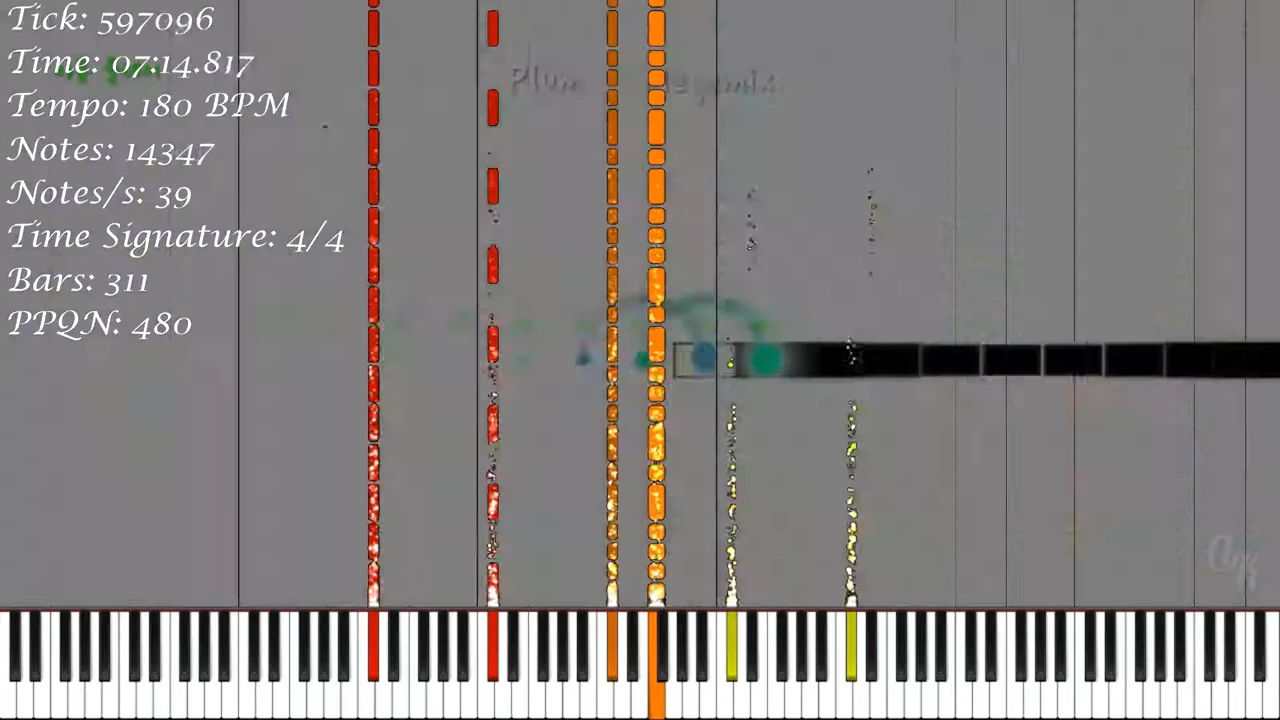 Tick: 597096
Time: 07:14.817
Tempo: 180 BPM
Notes: 14347
Notes/s: 39
Time Signature: 4/4
Bars: 311
PPQN: 480